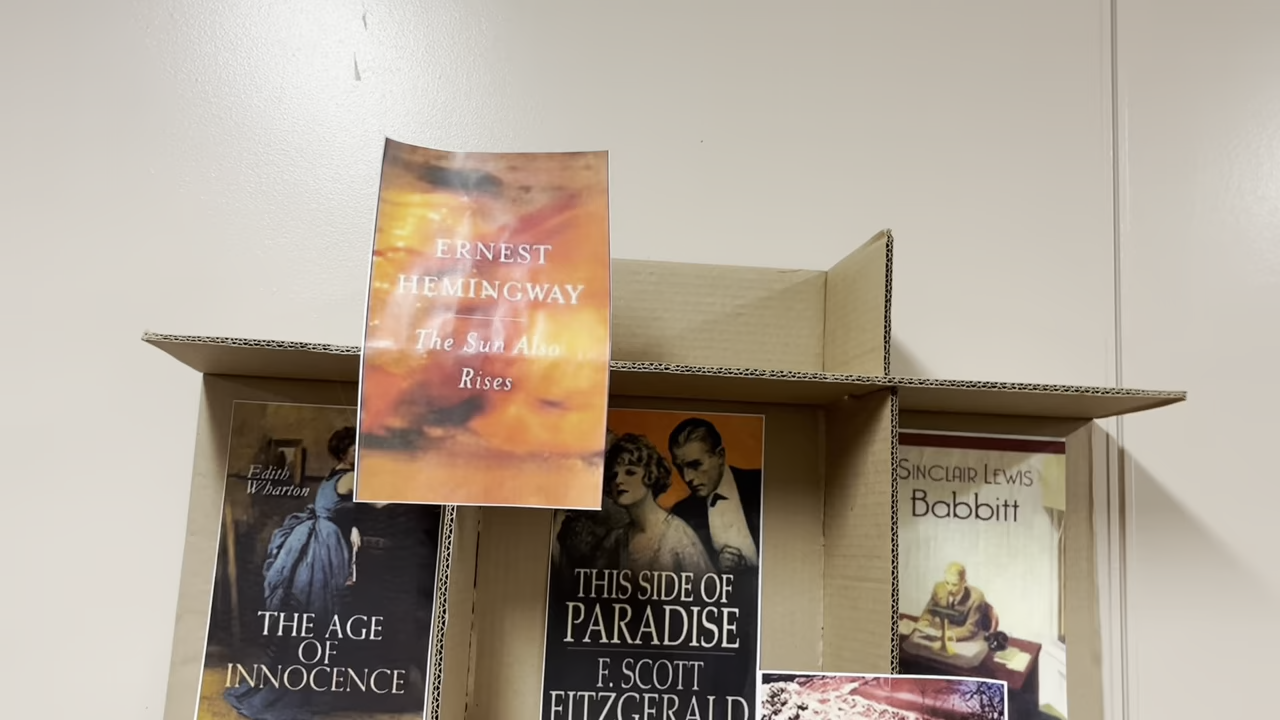 ERNEST
HEMINGWAY
The Sun Also
Rises
Edith
Wharton
THE AGE
OF
INNOCENCE
THIS SIDE OF
PARADISE
F. SCOTT
FITZGERALD
SINCLAIR LEWIS
Babbitt